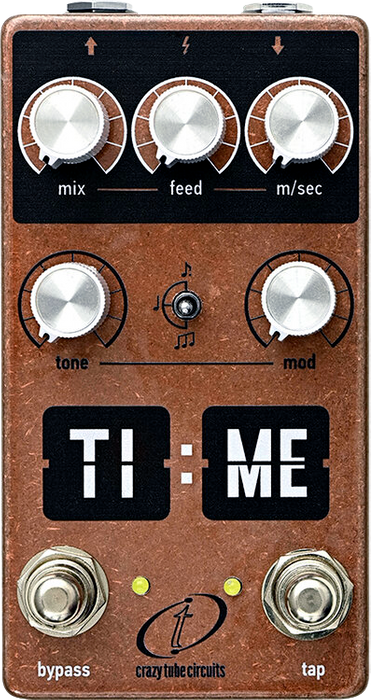 mix feed m/sec
tone mod
TI:ME
bypass tap
crazy tube circuits